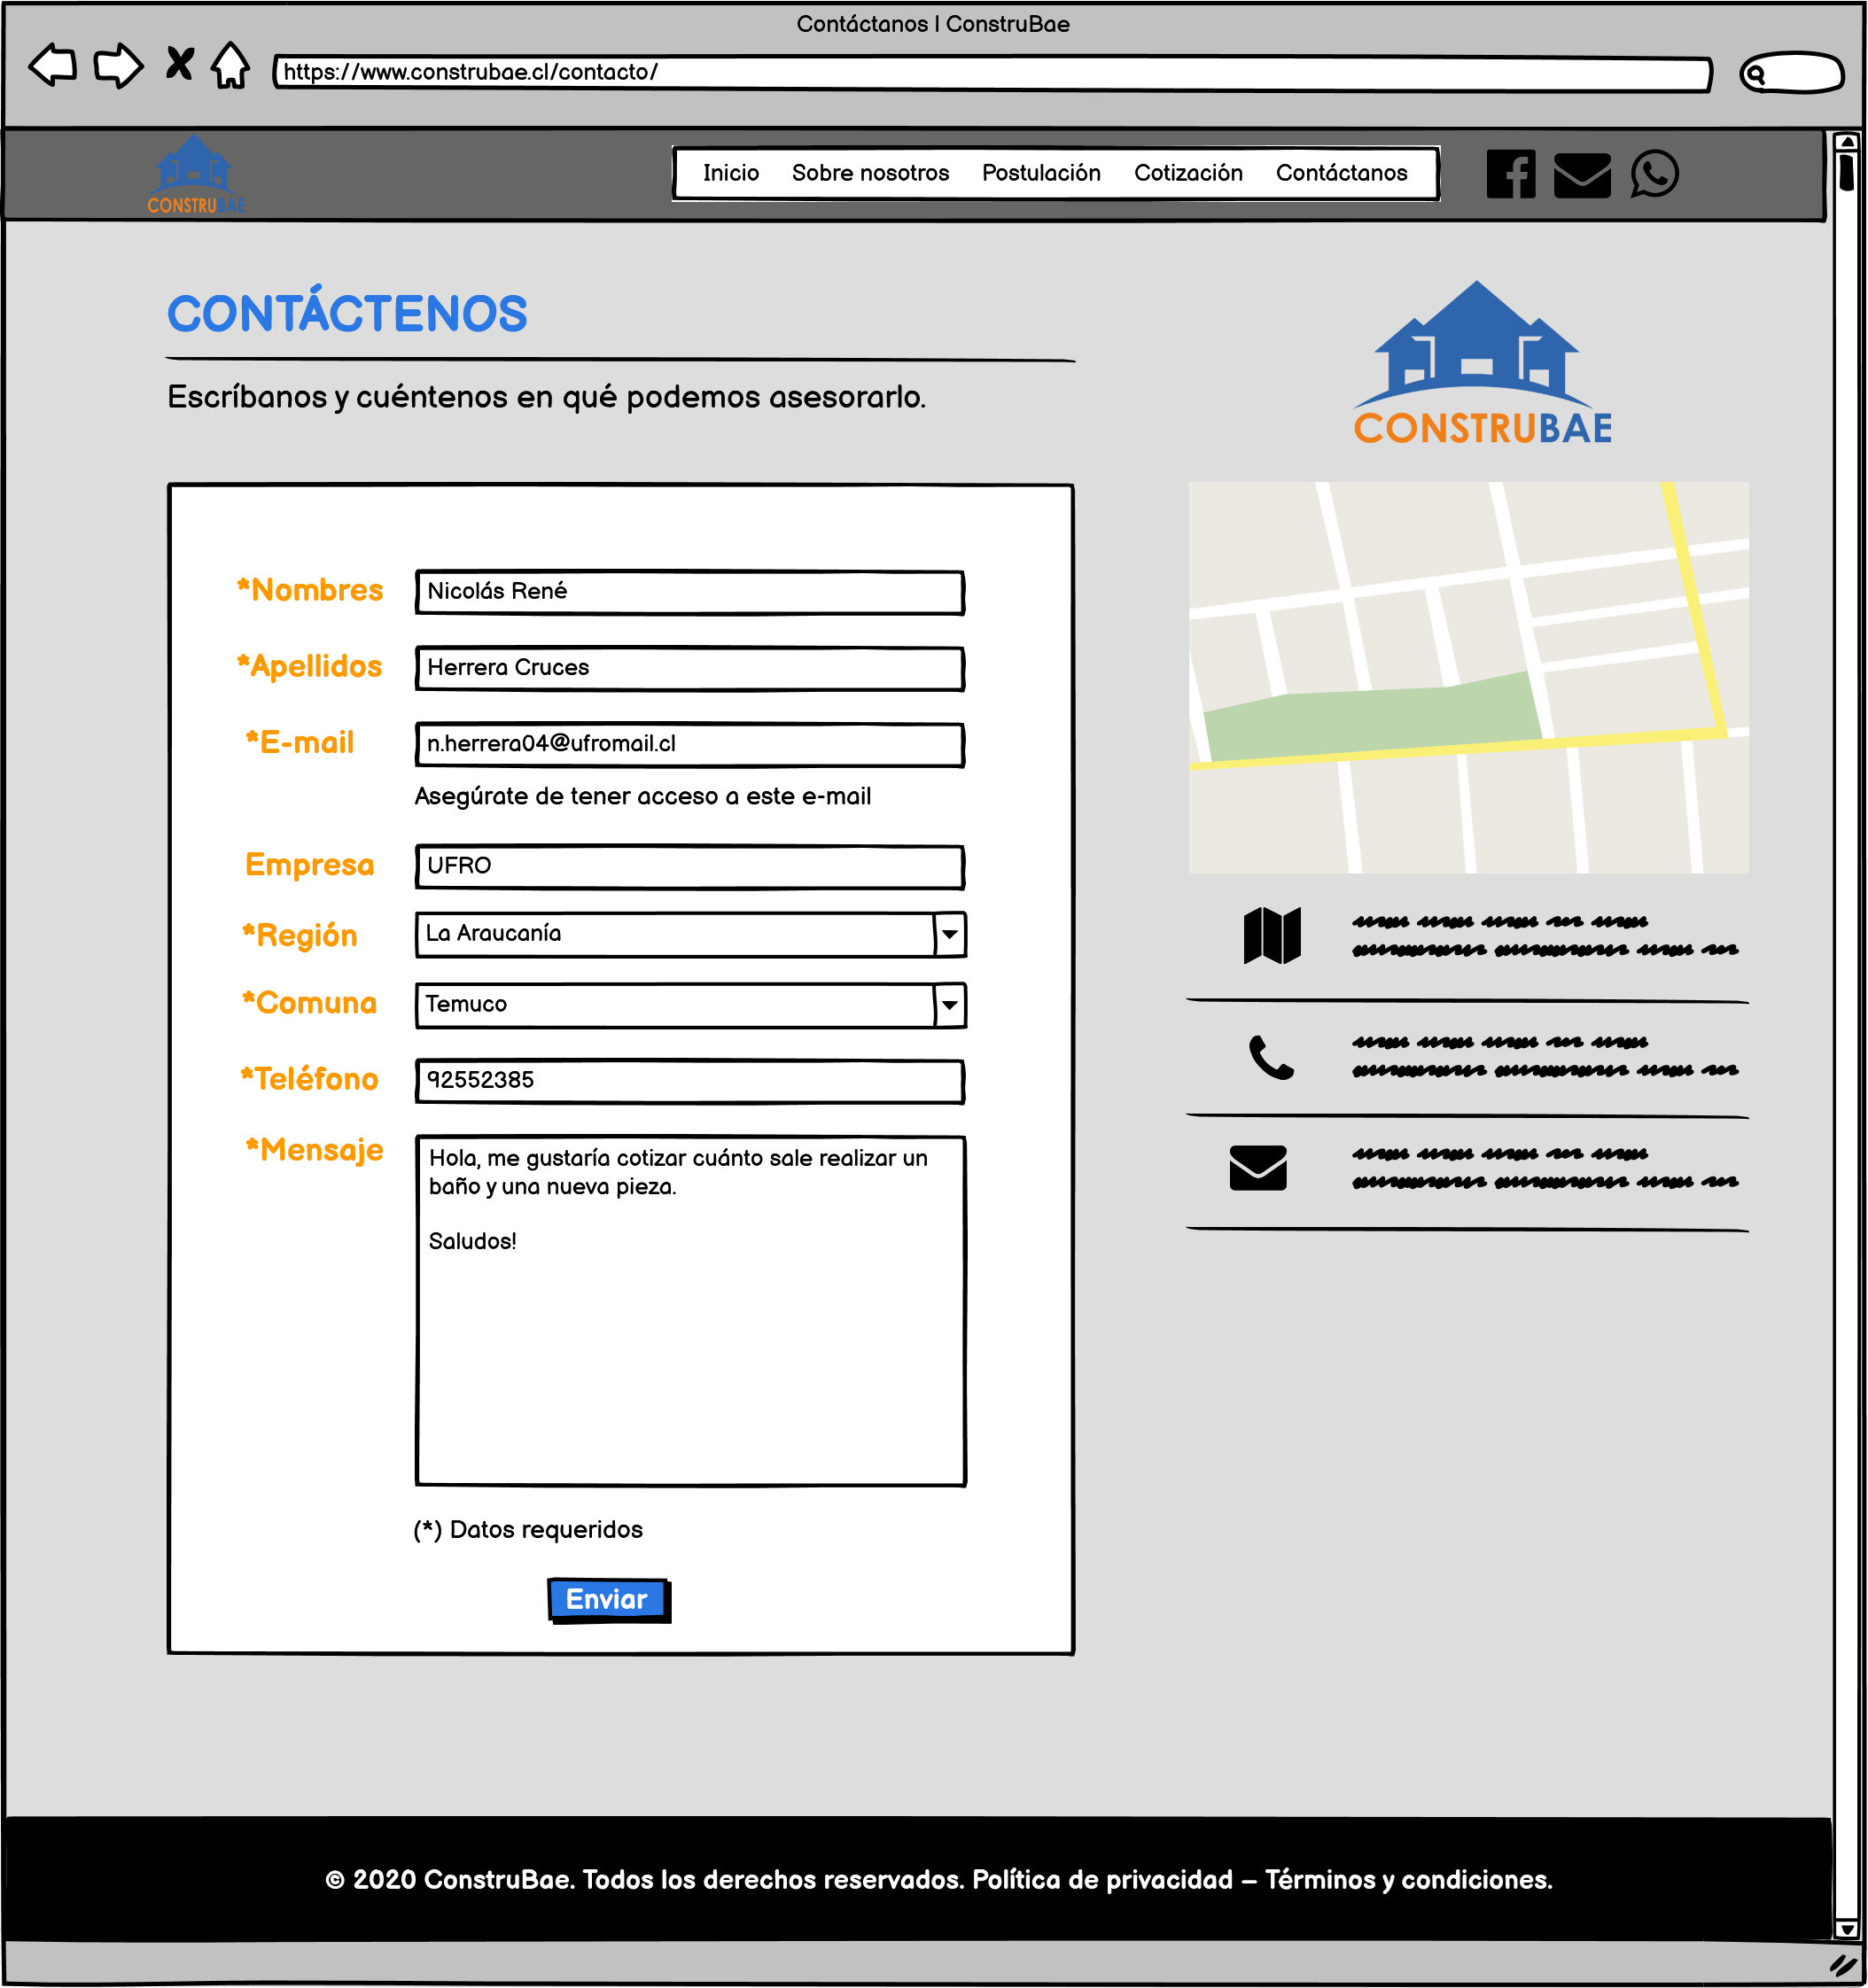 Contáctanos | ConstruBae
https://www.construbae.cl/contacto/
CONSTRUBAE
Inicio Sobre nosotros Postulación Cotización Contáctanos
CONTÁCTENOS
Escríbanos y cuéntenos en qué podemos asesorarlo.
CONSTRUBAE
*Nombres Nicolás René
*Apellidos Herrera Cruces
*E-mail n.herrera04@ufromail.cl
Asegúrate de tener acceso a este e-mail
Empresa UFRO
*Región La Araucanía
*Comuna Temuco
*Teléfono 92552385
*Mensaje Hola, me gustaría cotizar cuánto sale realizar un
baño y una nueva pieza.
Saludos!
(*) Datos requeridos
Enviar
© 2020 ConstruBae. Todos los derechos reservados. Política de privacidad – Términos y condiciones.